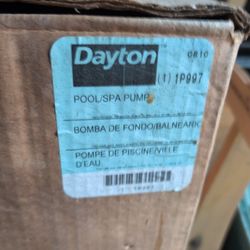 Dayton
0810
(1) 1P997
POOL/SPA PUMP
BOMBA DE FONDO/BALNEARIO
POMPE DE PISCINE/VILLE
D'EAU